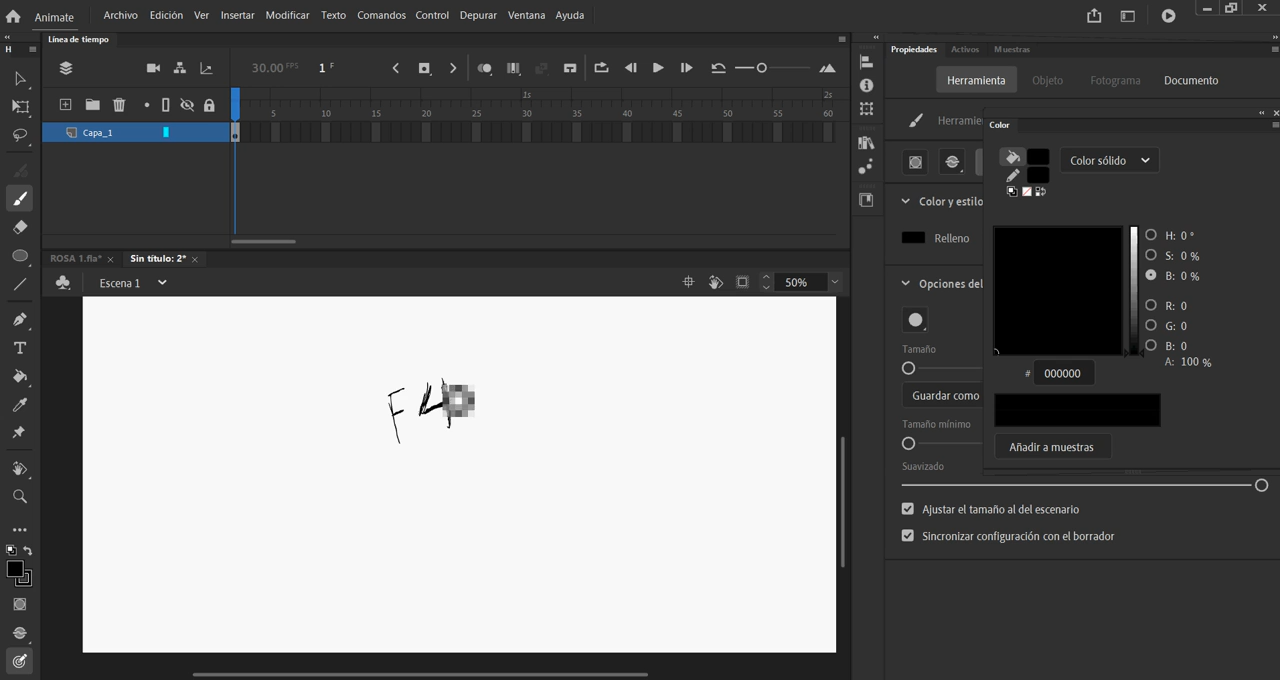 Animate Archivo Edición Ver Insertar Modificar Texto Comandos Control Depurar Ventana Ayuda
H Línea de tiempo
30.00 FPS 1 F
1s 2s
5 10 15 20 25 30 35 40 45 50 55 60
Capa_1
ROSA 1.fla* × Sin título: 2* ×
Escena 1 50%
F4
Propiedades Activos Muestras
Herramienta Objeto Fotograma Documento
Herramie
Color y estilo
Relleno
Opciones del
Tamaño
Guardar como
Tamaño mínimo
Suavizado
Ajustar el tamaño al del escenario
Sincronizar configuración con el borrador
Color
Color sólido
H: 0 °
S: 0 %
B: 0 %
R: 0
G: 0
B: 0
A: 100 %
# 000000
Añadir a muestras